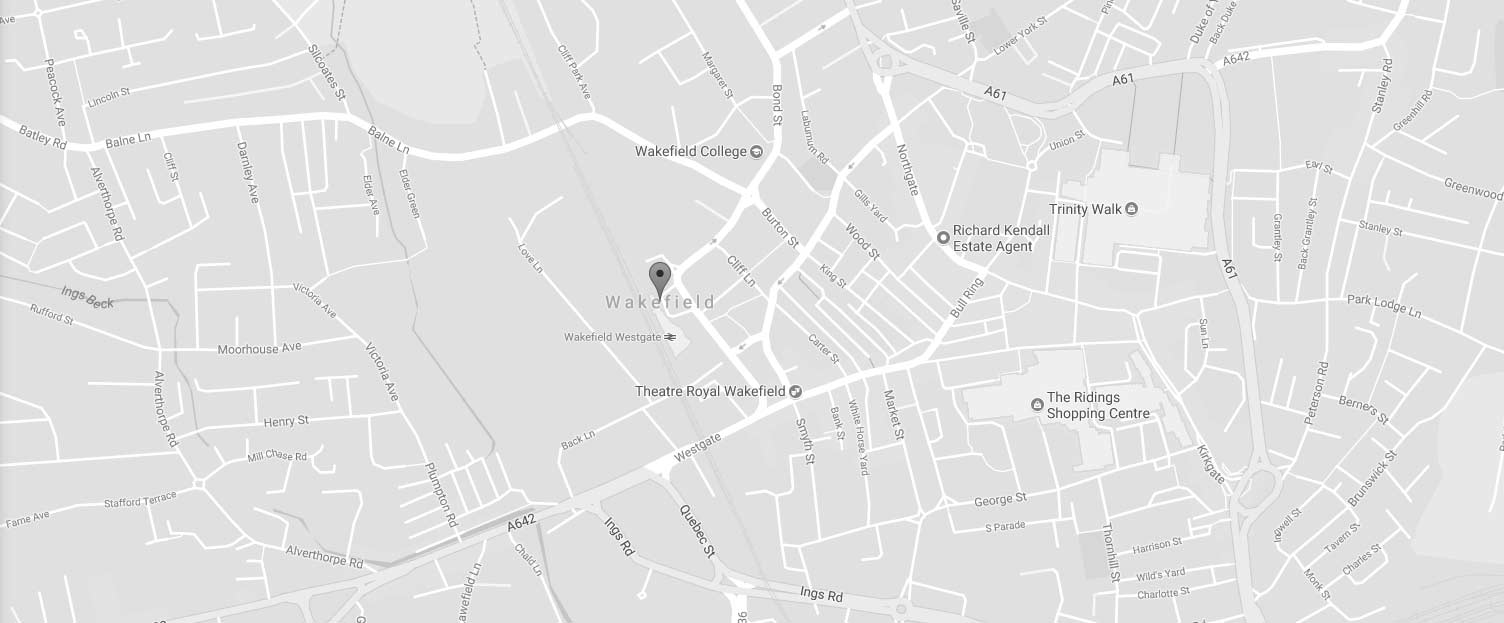 Ave
Peacock Ave
Silcoates St
Lincoln St
Batley Rd
Balne Ln
Balne Ln
Cliff Park Ave
Margaret St
Bond St
Saville St
Lower York St
Duke of
Back Duke
A61
A61
A642
Stanley Rd
Greenhill Rd
Cliff St
Darnley Ave
Alverthorpe Rd
Elder Ave
Elder Green
Wakefield College
Laburnum Rd
Northgate
Union St
Earl St
Greenwood
Gills Yard
Trinity Walk
Burton St
Wood St
Richard Kendall
Estate Agent
Grantley St
Back Grantley St
Stanley St
Love Ln
Cliff Ln
King St
Bull Ring
A61
Ings Beck
Rufford St
Victoria Ave
Wakefield
Park Lodge Ln
Wakefield Westgate
Moorhouse Ave
Victoria Ave
Carter St
Sun Ln
Alverthorpe Rd
Theatre Royal Wakefield
The Ridings
Shopping Centre
Peterson Rd
Berners St
Henry St
Back Ln
Westgate
Smyth St
Bank St
White Horse Yard
Market St
Mill Chase Rd
Kirkgate
Brunswick St
Stafford Terrace
Plumpton Rd
George St
Farne Ave
A642
Ings Rd
Quebec St
S Parade
Thornhill St
Harrison St
Tavern St
Charles St
Alverthorpe Rd
Chald Ln
Wild's Yard
Charlotte St
Monk St
awefield Ln
Ings Rd